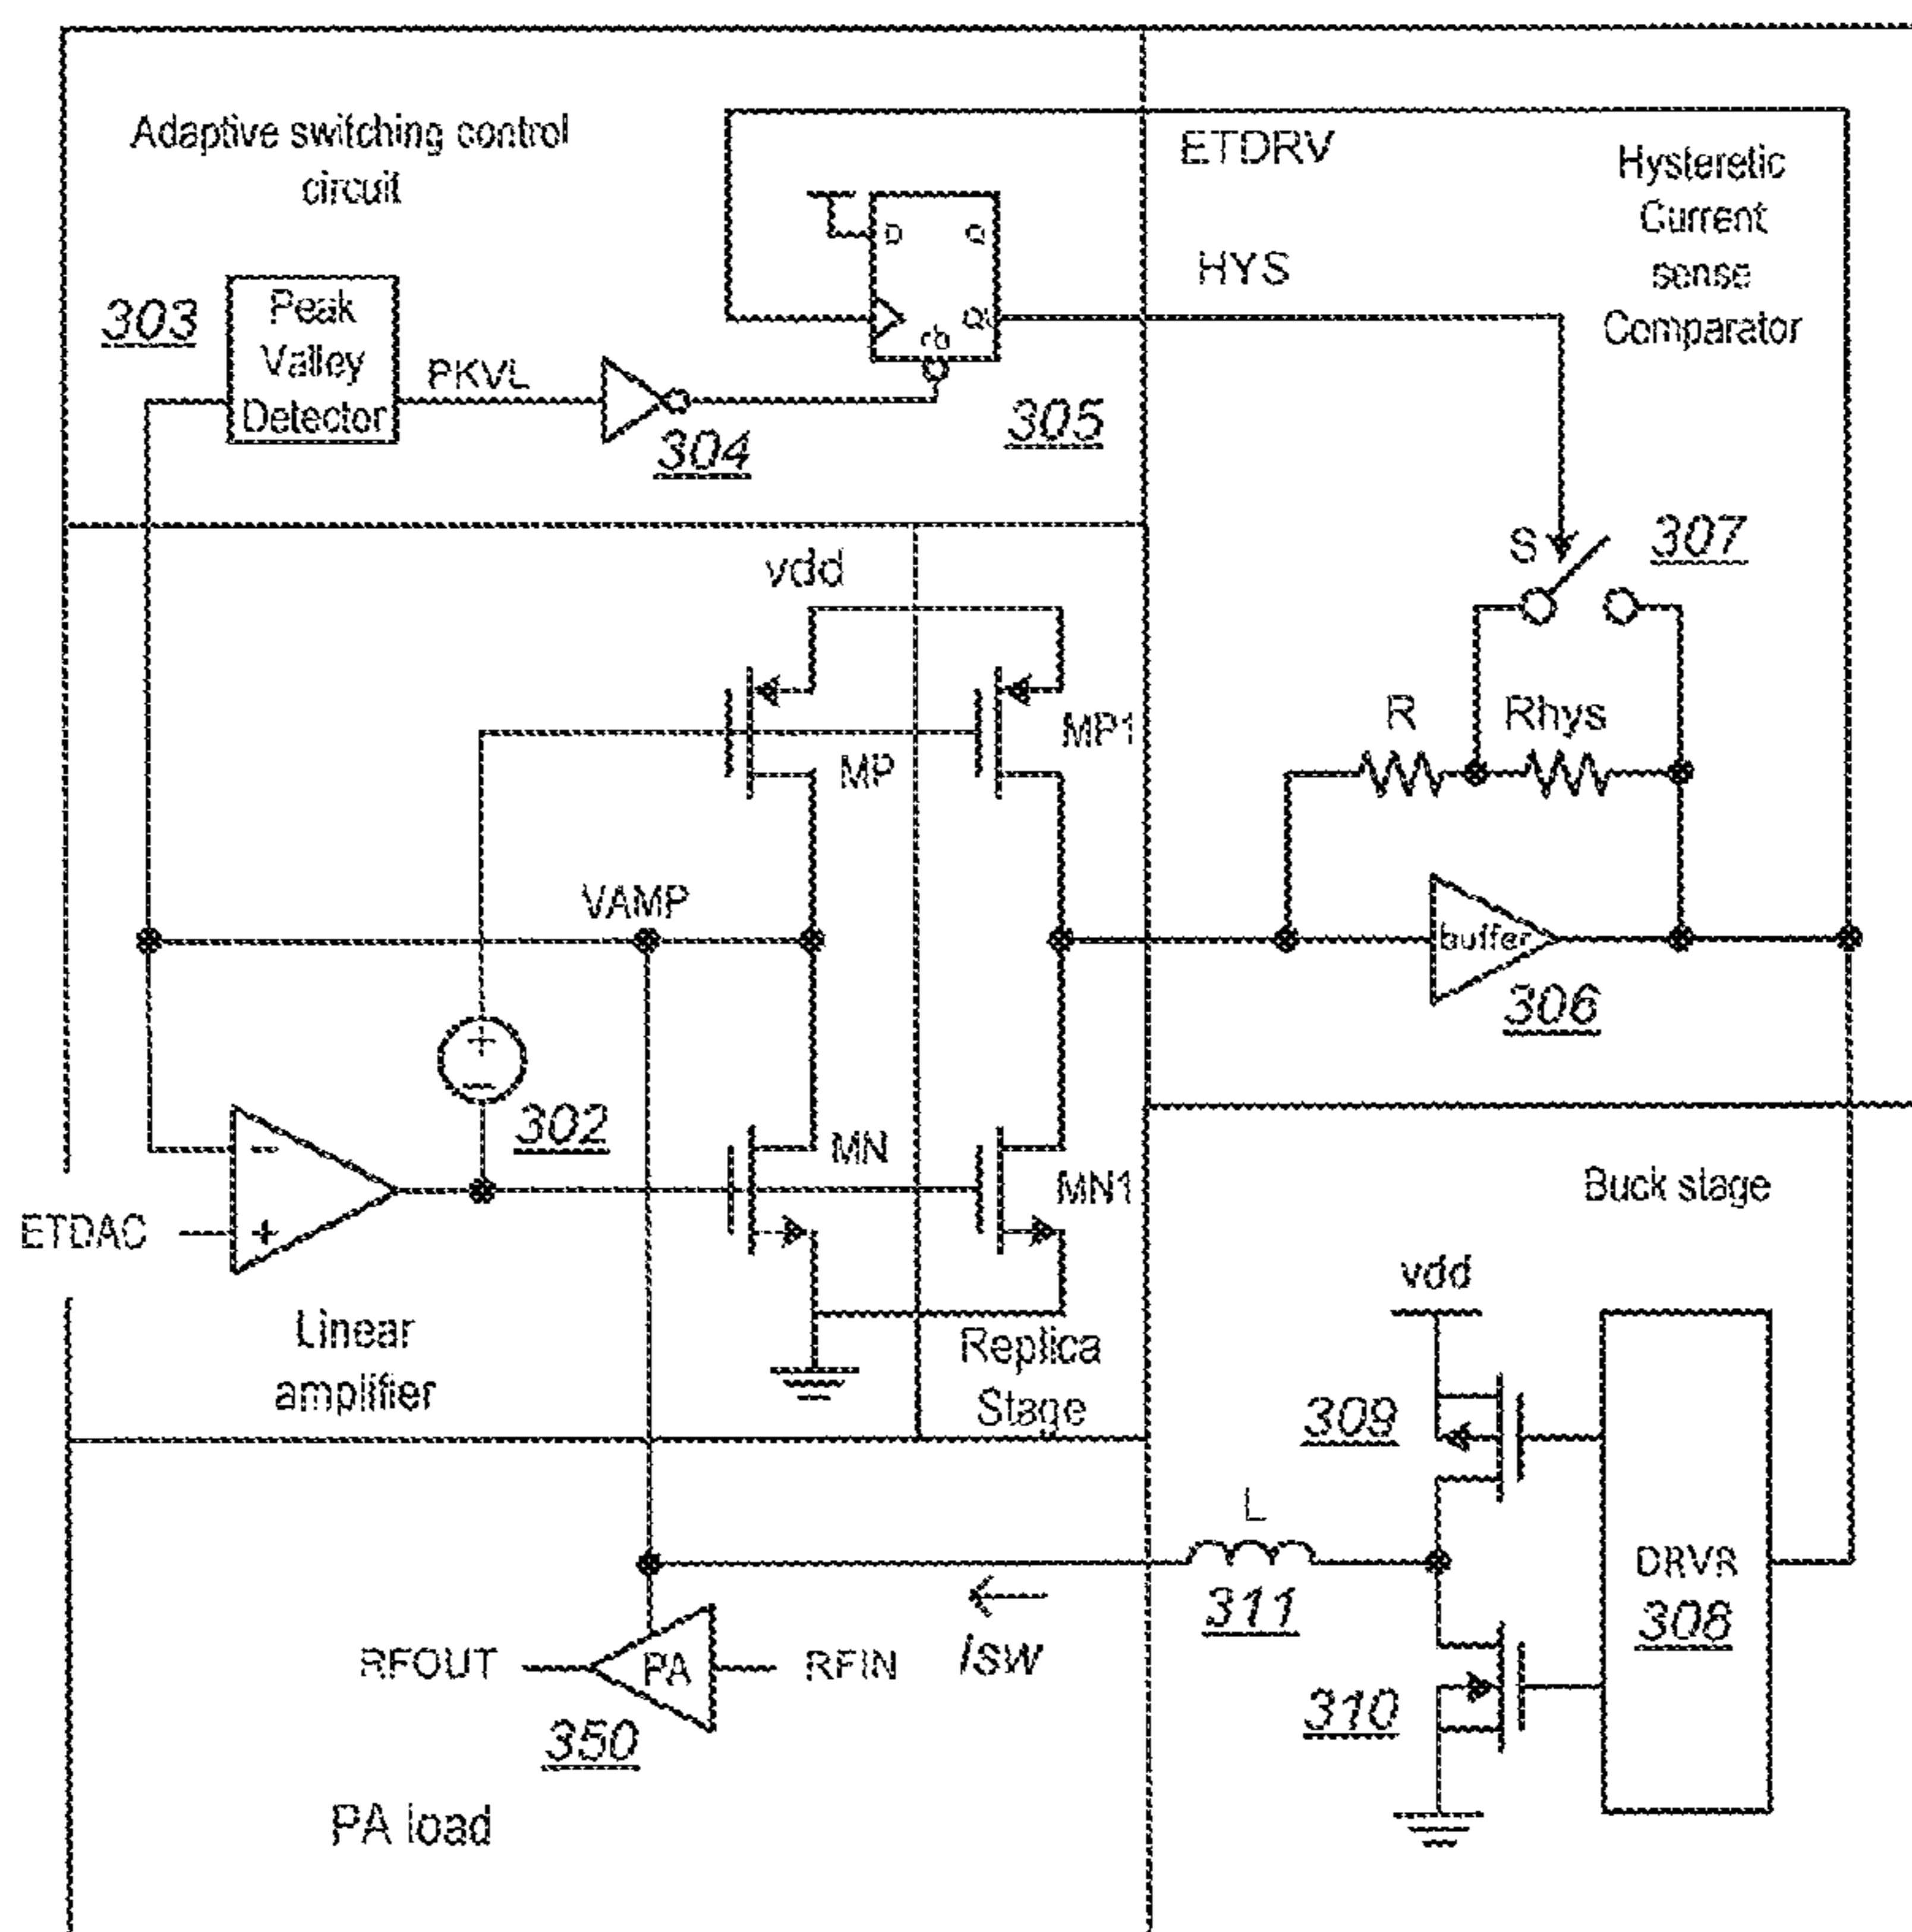 Adaptive switching control
circuit
ETDRV
Hysteretic
Current
sense
Comparator
HYS
D
Q
Q
rb
303
Peak
Valley
Detector
PKVL
304
305
S
307
vdd
R
Rhys
MP
MP1
VAMP
buffer
306
+
-
302
-
+
ETDAC
MN
MN1
Linear
amplifier
Replica
Stage
Buck stage
vdd
309
L
311
DRVR
308
Isw
RFOUT
PA
RFIN
350
310
PA load